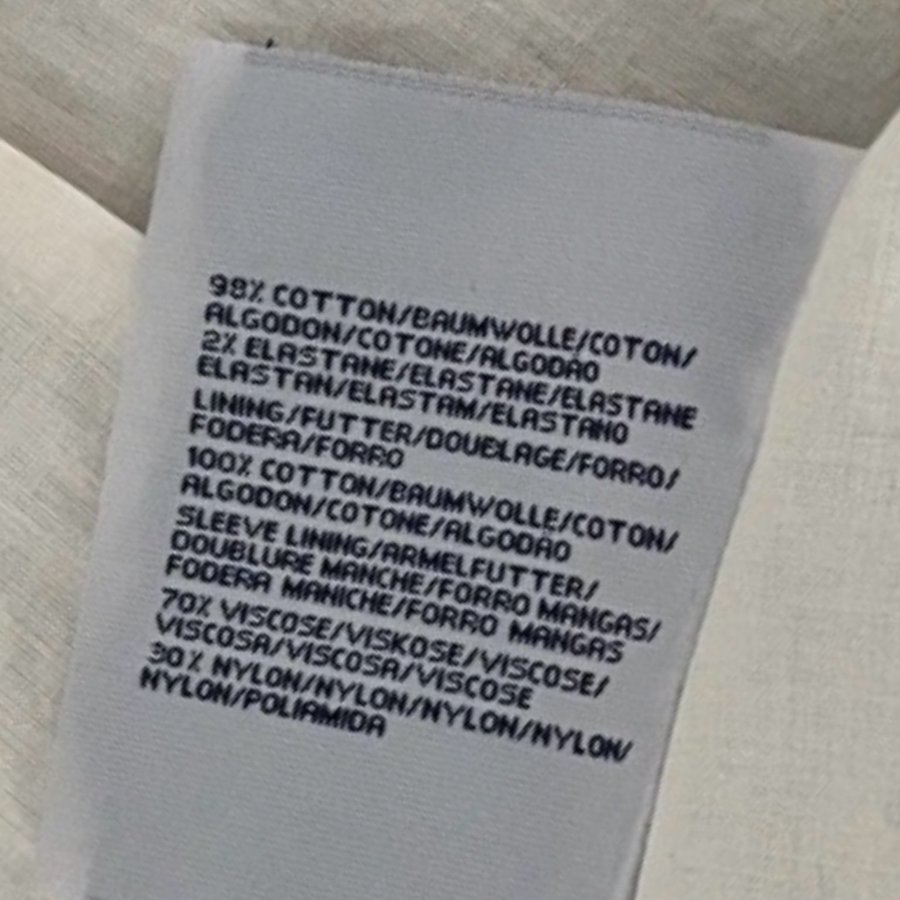 98% COTTON/BAUMWOLLE/COTON/
ALGODON/COTONE/ALGODÃO
2% ELASTANE/ELASTANE/ELASTANE
ELASTAN/ELASTAM/ELASTANO
LINING/FUTTER/DOUBLAGE/FORRO/
FODERA/FORRO
100% COTTON/BAUMWOLLE/COTON/
ALGODON/COTONE/ALGODÃO
SLEEVE LINING/ARMELFUTTER/
DOUBLURE MANCHE/FORRO MANGAS/
FODERA MANICHE/FORRO MANGAS
70% VISCOSE/VISKOSE/VISCOSE/
VISCOSA/VISCOSA/VISCOSE
30% NYLON/NYLON/NYLON/NYLON/
NYLON/POLIAMIDA